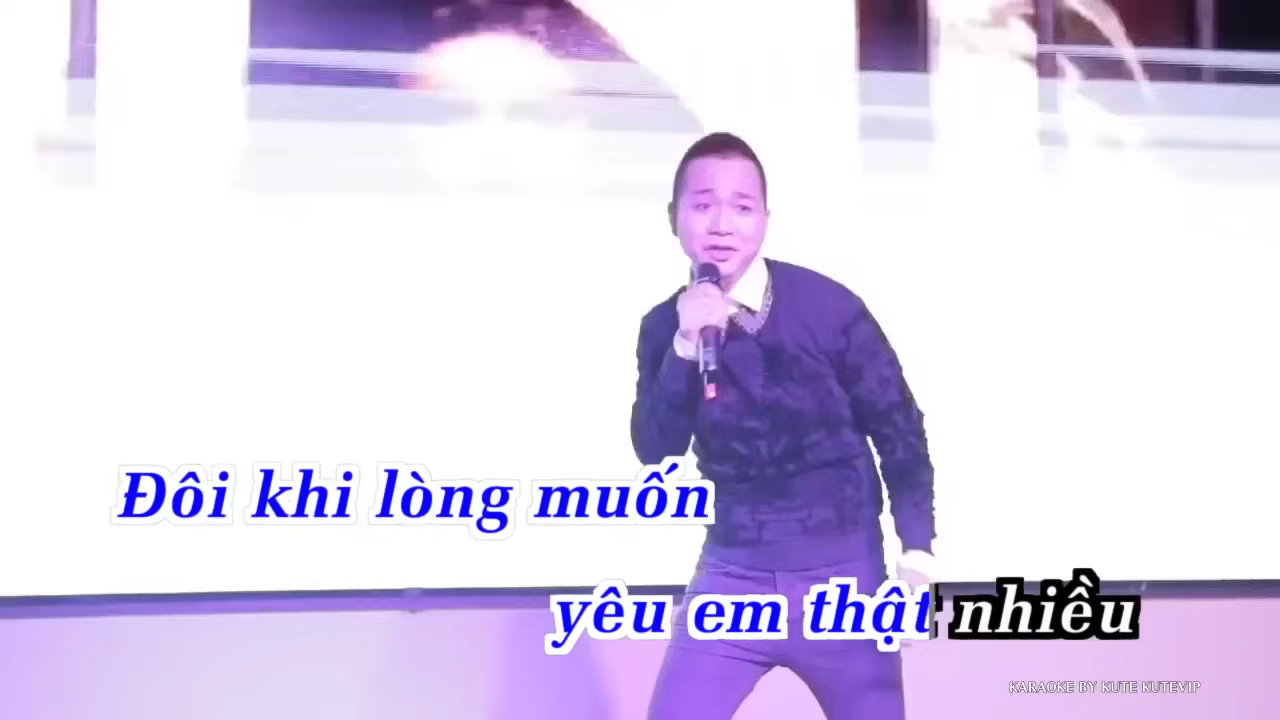 Đôi khi lòng muốn
yêu em thật nhiều
KARAOKE BY KUTE KUTEVIP